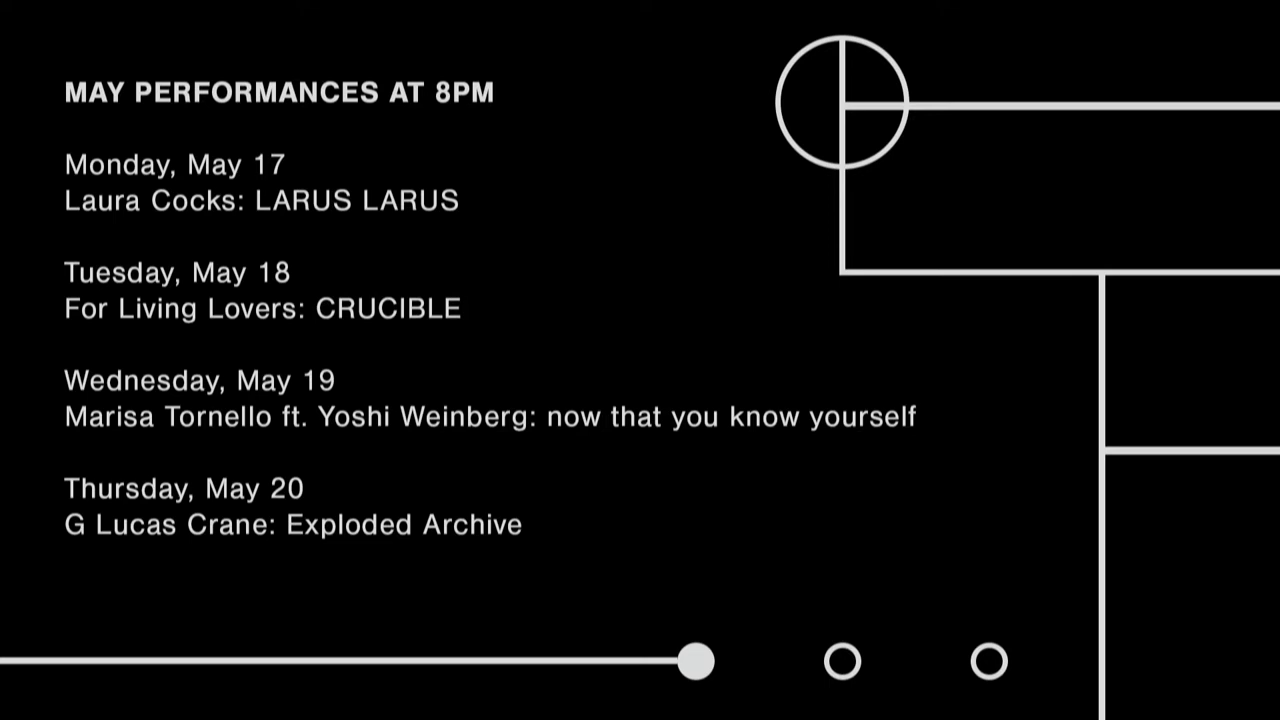 MAY PERFORMANCES AT 8PM
Monday, May 17
Laura Cocks: LARUS LARUS
Tuesday, May 18
For Living Lovers: CRUCIBLE
Wednesday, May 19
Marisa Tornello ft. Yoshi Weinberg: now that you know yourself
Thursday, May 20
G Lucas Crane: Exploded Archive